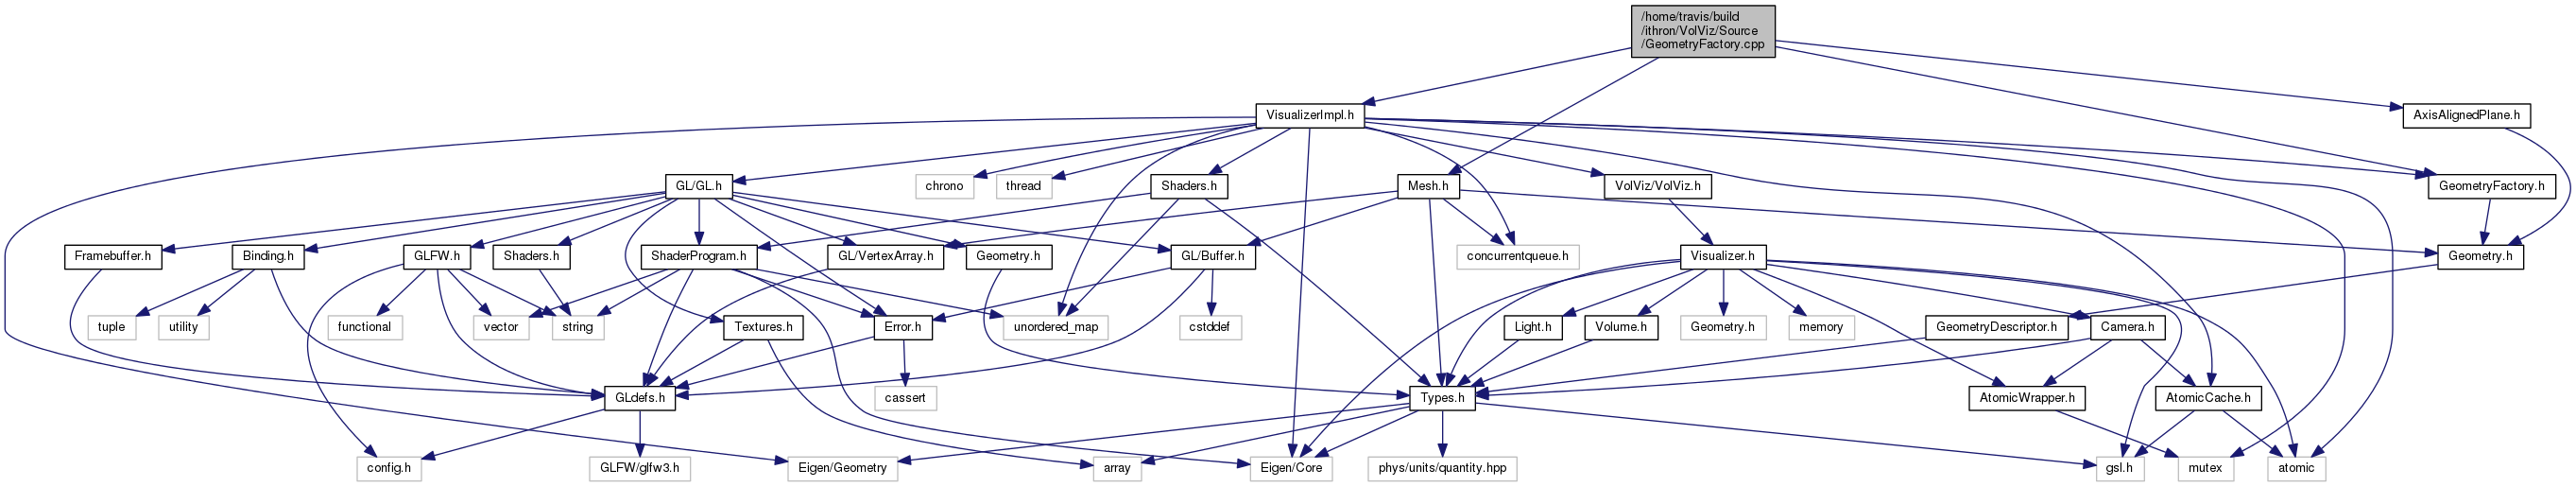 /home/travis/build
/ithron/VolViz/Source
/GeometryFactory.cpp
VisualizerImpl.h
AxisAlignedPlane.h
GL/GL.h
chrono
thread
Shaders.h
Mesh.h
VolViz/VolViz.h
GeometryFactory.h
Framebuffer.h
Binding.h
GLFW.h
Shaders.h
ShaderProgram.h
GL/VertexArray.h
Geometry.h
GL/Buffer.h
concurrentqueue.h
Visualizer.h
Geometry.h
tuple
utility
functional
vector
string
Textures.h
Error.h
unordered_map
cstddef
Light.h
Volume.h
Geometry.h
memory
GeometryDescriptor.h
Camera.h
GLdefs.h
cassert
Types.h
AtomicWrapper.h
AtomicCache.h
config.h
GLFW/glfw3.h
Eigen/Geometry
array
Eigen/Core
phys/units/quantity.hpp
gsl.h
mutex
atomic